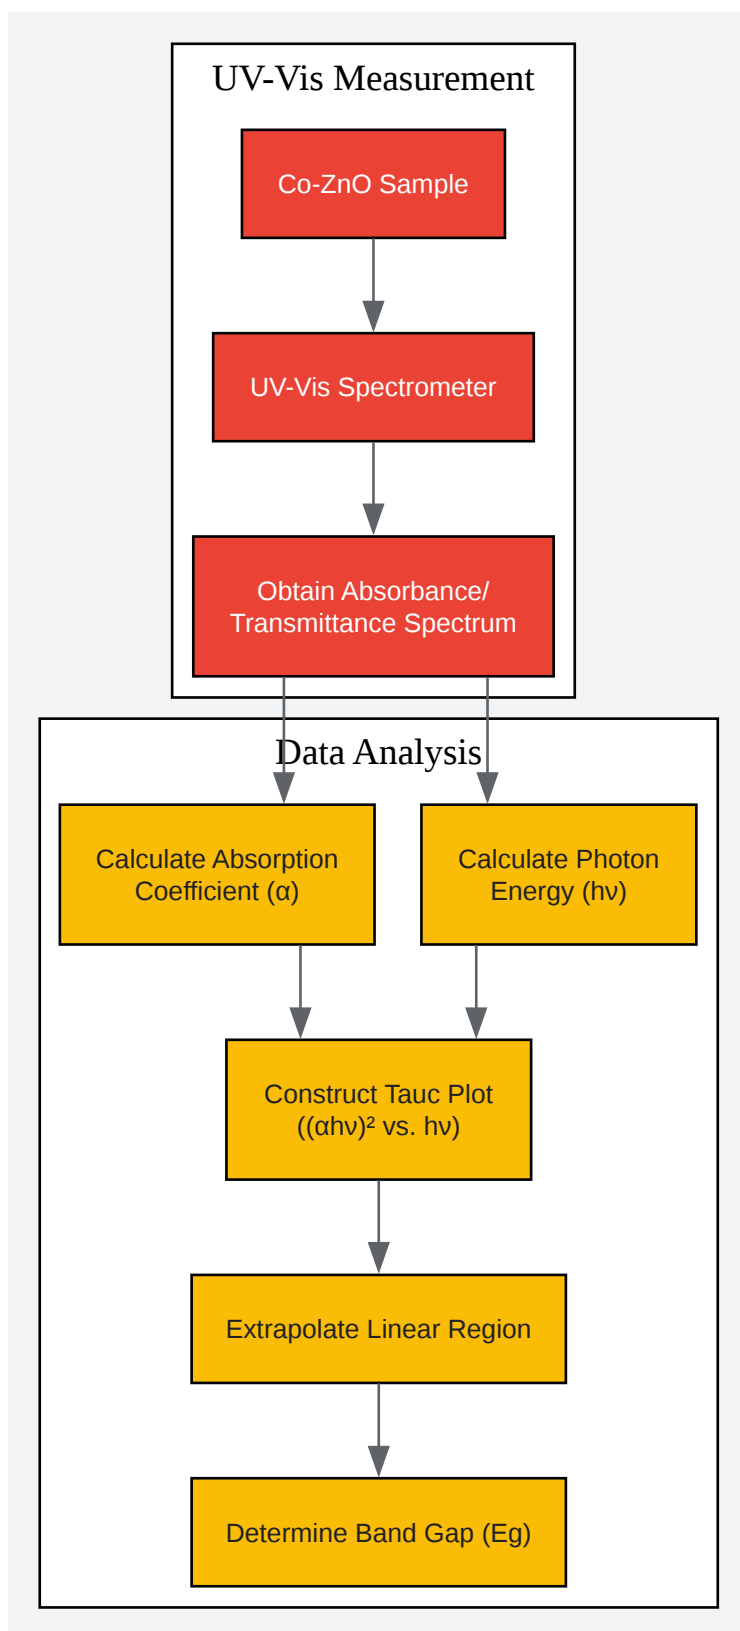 UV-Vis Measurement
Co-ZnO Sample
UV-Vis Spectrometer
Obtain Absorbance/
Transmittance Spectrum
Data Analysis
Calculate Absorption
Coefficient (α)
Calculate Photon
Energy (hν)
Construct Tauc Plot
((αhν)² vs. hν)
Extrapolate Linear Region
Determine Band Gap (Eg)